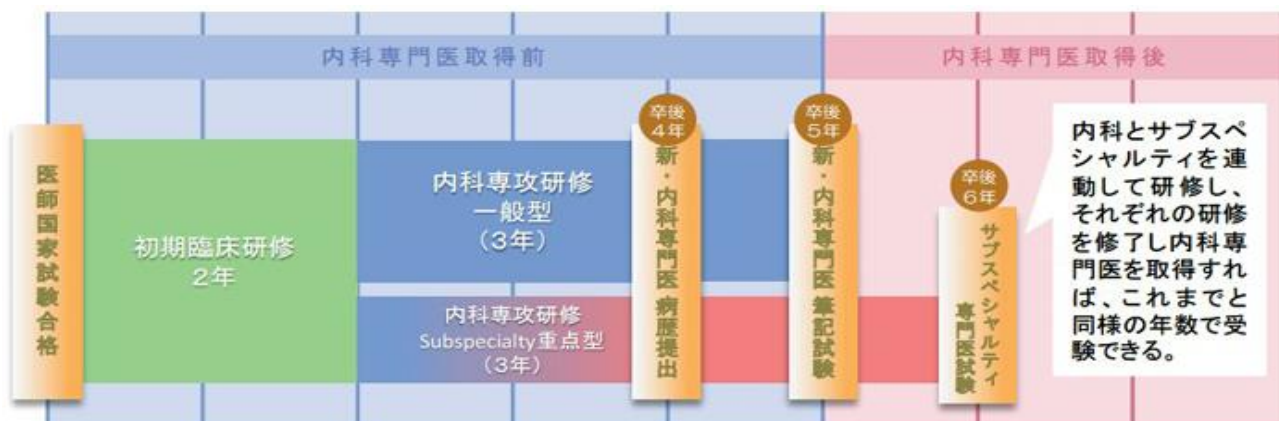 内科専門医取得前
内科専門医取得後
医師国家試験合格
初期臨床研修
2年
内科専攻研修
一般型
（3年）
内科専攻研修
Subspecialty重点型
（3年）
卒後
4年
新・内科専門医 病歴提出
卒後
5年
新・内科専門医 筆記試験
卒後
6年
サブスペシャルティ
専門医試験
内科とサブスペ
シャルティを連
動して研修し、
それぞれの研修
を修了し内科専
門医を取得すれ
ば、これまでと
同様の年数で受
験できる。